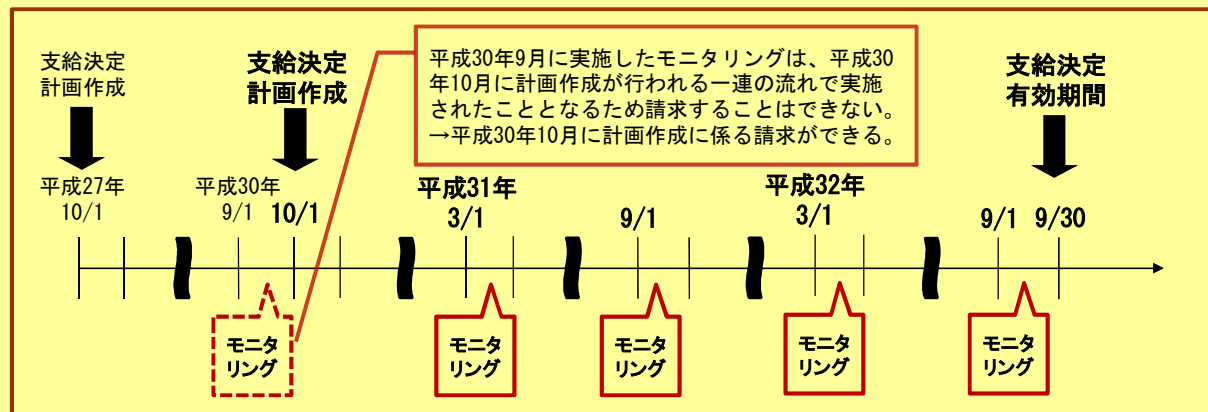 支給決定
計画作成
支給決定
計画作成
平成30年9月に実施したモニタリングは、平成30
年10月に計画作成が行われる一連の流れで実施
されたこととなるため請求することはできない。
→平成30年10月に計画作成に係る請求ができる。
支給決定
有効期間
平成27年
10/1
平成30年
9/1
10/1
平成31年
3/1
9/1
平成32年
3/1
9/1
9/30
モニタ
リング
モニタ
リング
モニタ
リング
モニタ
リング
モニタ
リング